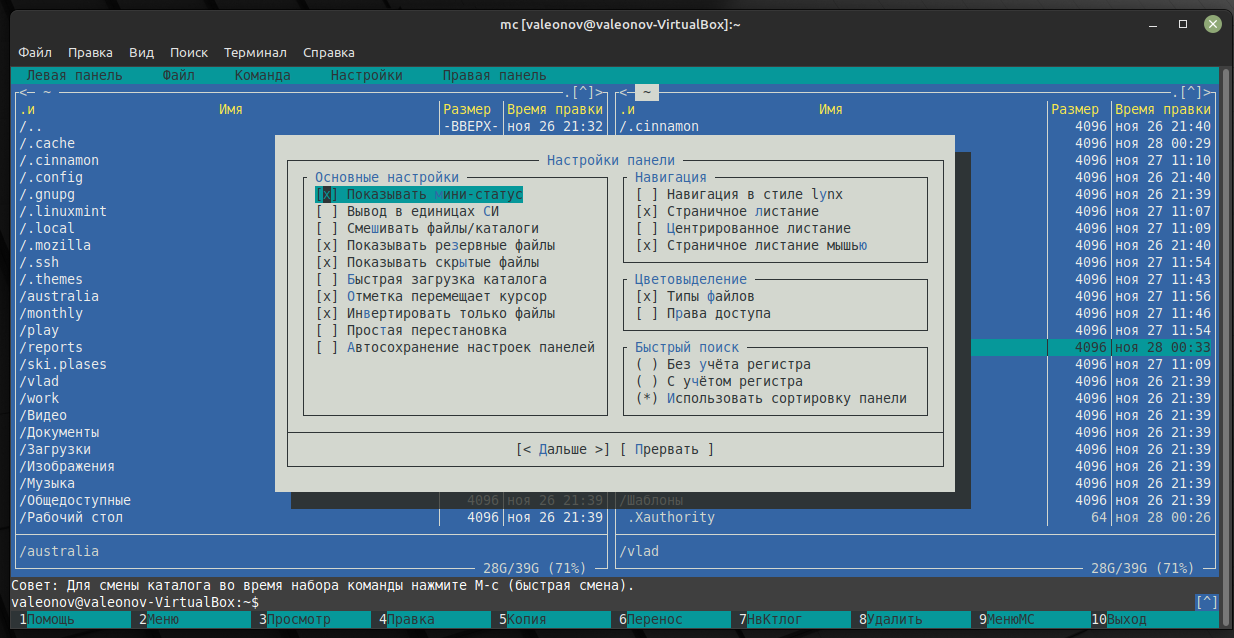 mc [valeonov@valeonov-VirtualBox]:~
Файл Правка Вид Поиск Терминал Справка
Левая панель Файл Команда Настройки Правая панель
<— ~ .[^]> <— ~ .[^]>
.и Имя Размер Время правки .и Имя Размер Время правки
/.. -ВВЕРХ- ноя 26 21:32 /.cinnamon 4096 ноя 26 21:40
/.cache 4096 ноя 28 00:29
/.cinnamon Настройки панели 4096 ноя 27 11:10
/.config Основные настройки Навигация 4096 ноя 26 21:40
/.gnupg [x] Показывать мини-статус [ ] Навигация в стиле lynx 4096 ноя 26 21:39
/.linuxmint [ ] Вывод в единицах СИ [x] Страничное листание 4096 ноя 27 11:07
/.local [ ] Смешивать файлы/каталоги [ ] Центрированное листание 4096 ноя 27 11:09
/.mozilla [x] Показывать резервные файлы [x] Страничное листание мышью 4096 ноя 26 21:40
/.ssh [x] Показывать скрытые файлы 4096 ноя 27 11:54
/.themes [ ] Быстрая загрузка каталога Цветовыделение 4096 ноя 27 11:43
/australia [x] Отметка перемещает курсор [x] Типы файлов 4096 ноя 27 11:56
/monthly [x] Инвертировать только файлы [ ] Права доступа 4096 ноя 27 11:46
/play [ ] Простая перестановка 4096 ноя 27 11:54
/reports [ ] Автосохранение настроек панелей Быстрый поиск 4096 ноя 28 00:33
/ski.plases ( ) Без учёта регистра 4096 ноя 27 11:09
/vlad ( ) С учётом регистра 4096 ноя 26 21:39
/work (*) Использовать сортировку панели 4096 ноя 26 21:39
/Видео 4096 ноя 26 21:39
/Документы 4096 ноя 26 21:39
/Загрузки [< Дальше >] [ Прервать ] 4096 ноя 26 21:39
/Изображения 4096 ноя 26 21:39
/Музыка 4096 ноя 26 21:39
/Общедоступные 4096 ноя 26 21:39 /Шаблоны 4096 ноя 26 21:39
/Рабочий стол 4096 ноя 26 21:39 .Xauthority 64 ноя 28 00:26
/australia /vlad
28G/39G (71%) 28G/39G (71%)
Совет: Для смены каталога во время набора команды нажмите M-c (быстрая смена).
valeonov@valeonov-VirtualBox:~$ [^]
1Помощь 2Меню 3Просмотр 4Правка 5Копия 6Перенос 7НвКтлог 8Удалить 9МенюMC 10Выход